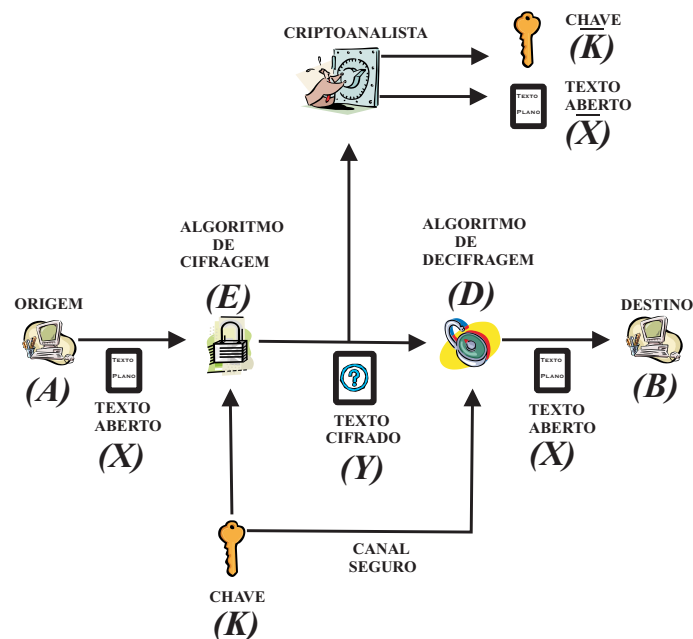 CRIPTOANALISTA
CHAVE
(K̅)
TEXTO
PLANO
TEXTO
ABERTO
(X̅)
ALGORITMO
DE
CIFRAGEM
(E)
ALGORITMO
DE
DECIFRAGEM
(D)
ORIGEM
(A)
TEXTO
PLANO
TEXTO
ABERTO
(X)
?
TEXTO
CIFRADO
(Y)
TEXTO
PLANO
TEXTO
ABERTO
(X)
DESTINO
(B)
CANAL
SEGURO
CHAVE
(K)